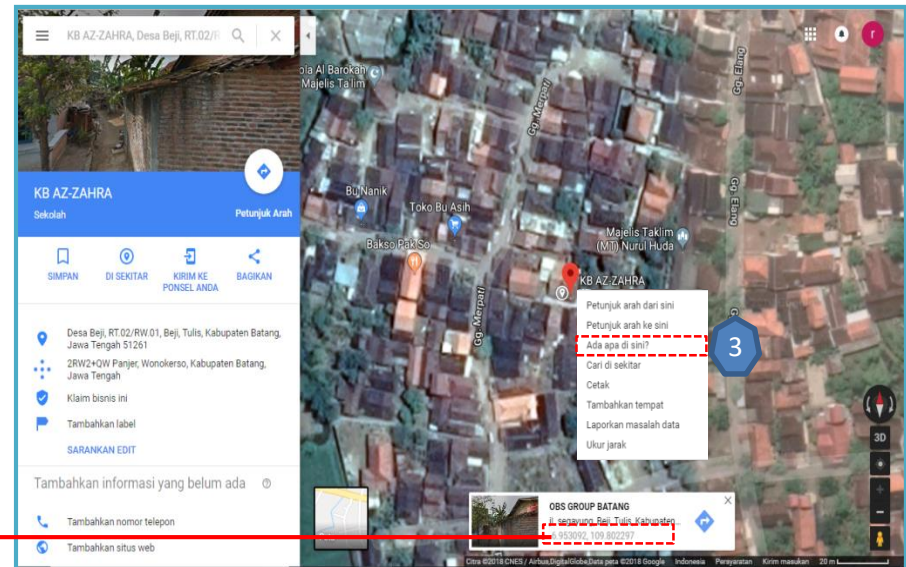 KB AZ-ZAHRA, Desa Beji, RT.02/R
KB AZ-ZAHRA
Sekolah
Petunjuk Arah
SIMPAN
DI SEKITAR
KIRIM KE
PONSEL ANDA
BAGIKAN
Desa Beji, RT.02/RW.01, Beji, Tulis, Kabupaten Batang,
Jawa Tengah 51261
2RW2+QW Panjer, Wonokerso, Kabupaten Batang,
Jawa Tengah
Klaim bisnis ini
Tambahkan label
SARANKAN EDIT
Tambahkan informasi yang belum ada
Tambahkan nomor telepon
Tambahkan situs web
ola Al Barokah
Majelis Ta'lim
Gg. Merpati
Gg. Elang
Bu Nanik
Toko Bu Asih
Bakso Pak So
Majelis Taklim
(MT) Nurul Huda
Gg. Elang
KB AZ-ZAHRA
Gg. Merpati
Petunjuk arah dari sini
Petunjuk arah ke sini
Ada apa di sini?
Cari di sekitar
Cetak
Tambahkan tempat
Laporkan masalah data
Ukur jarak
3
r
3D
OBS GROUP BATANG
jl. segayung, Beji, Tulis, Kabupaten...
6.953092, 109.802297
Citra ©2018 CNES / Airbus,DigitalGlobe,Data peta ©2018 Google Indonesia Persyaratan Kirim masukan 20 m